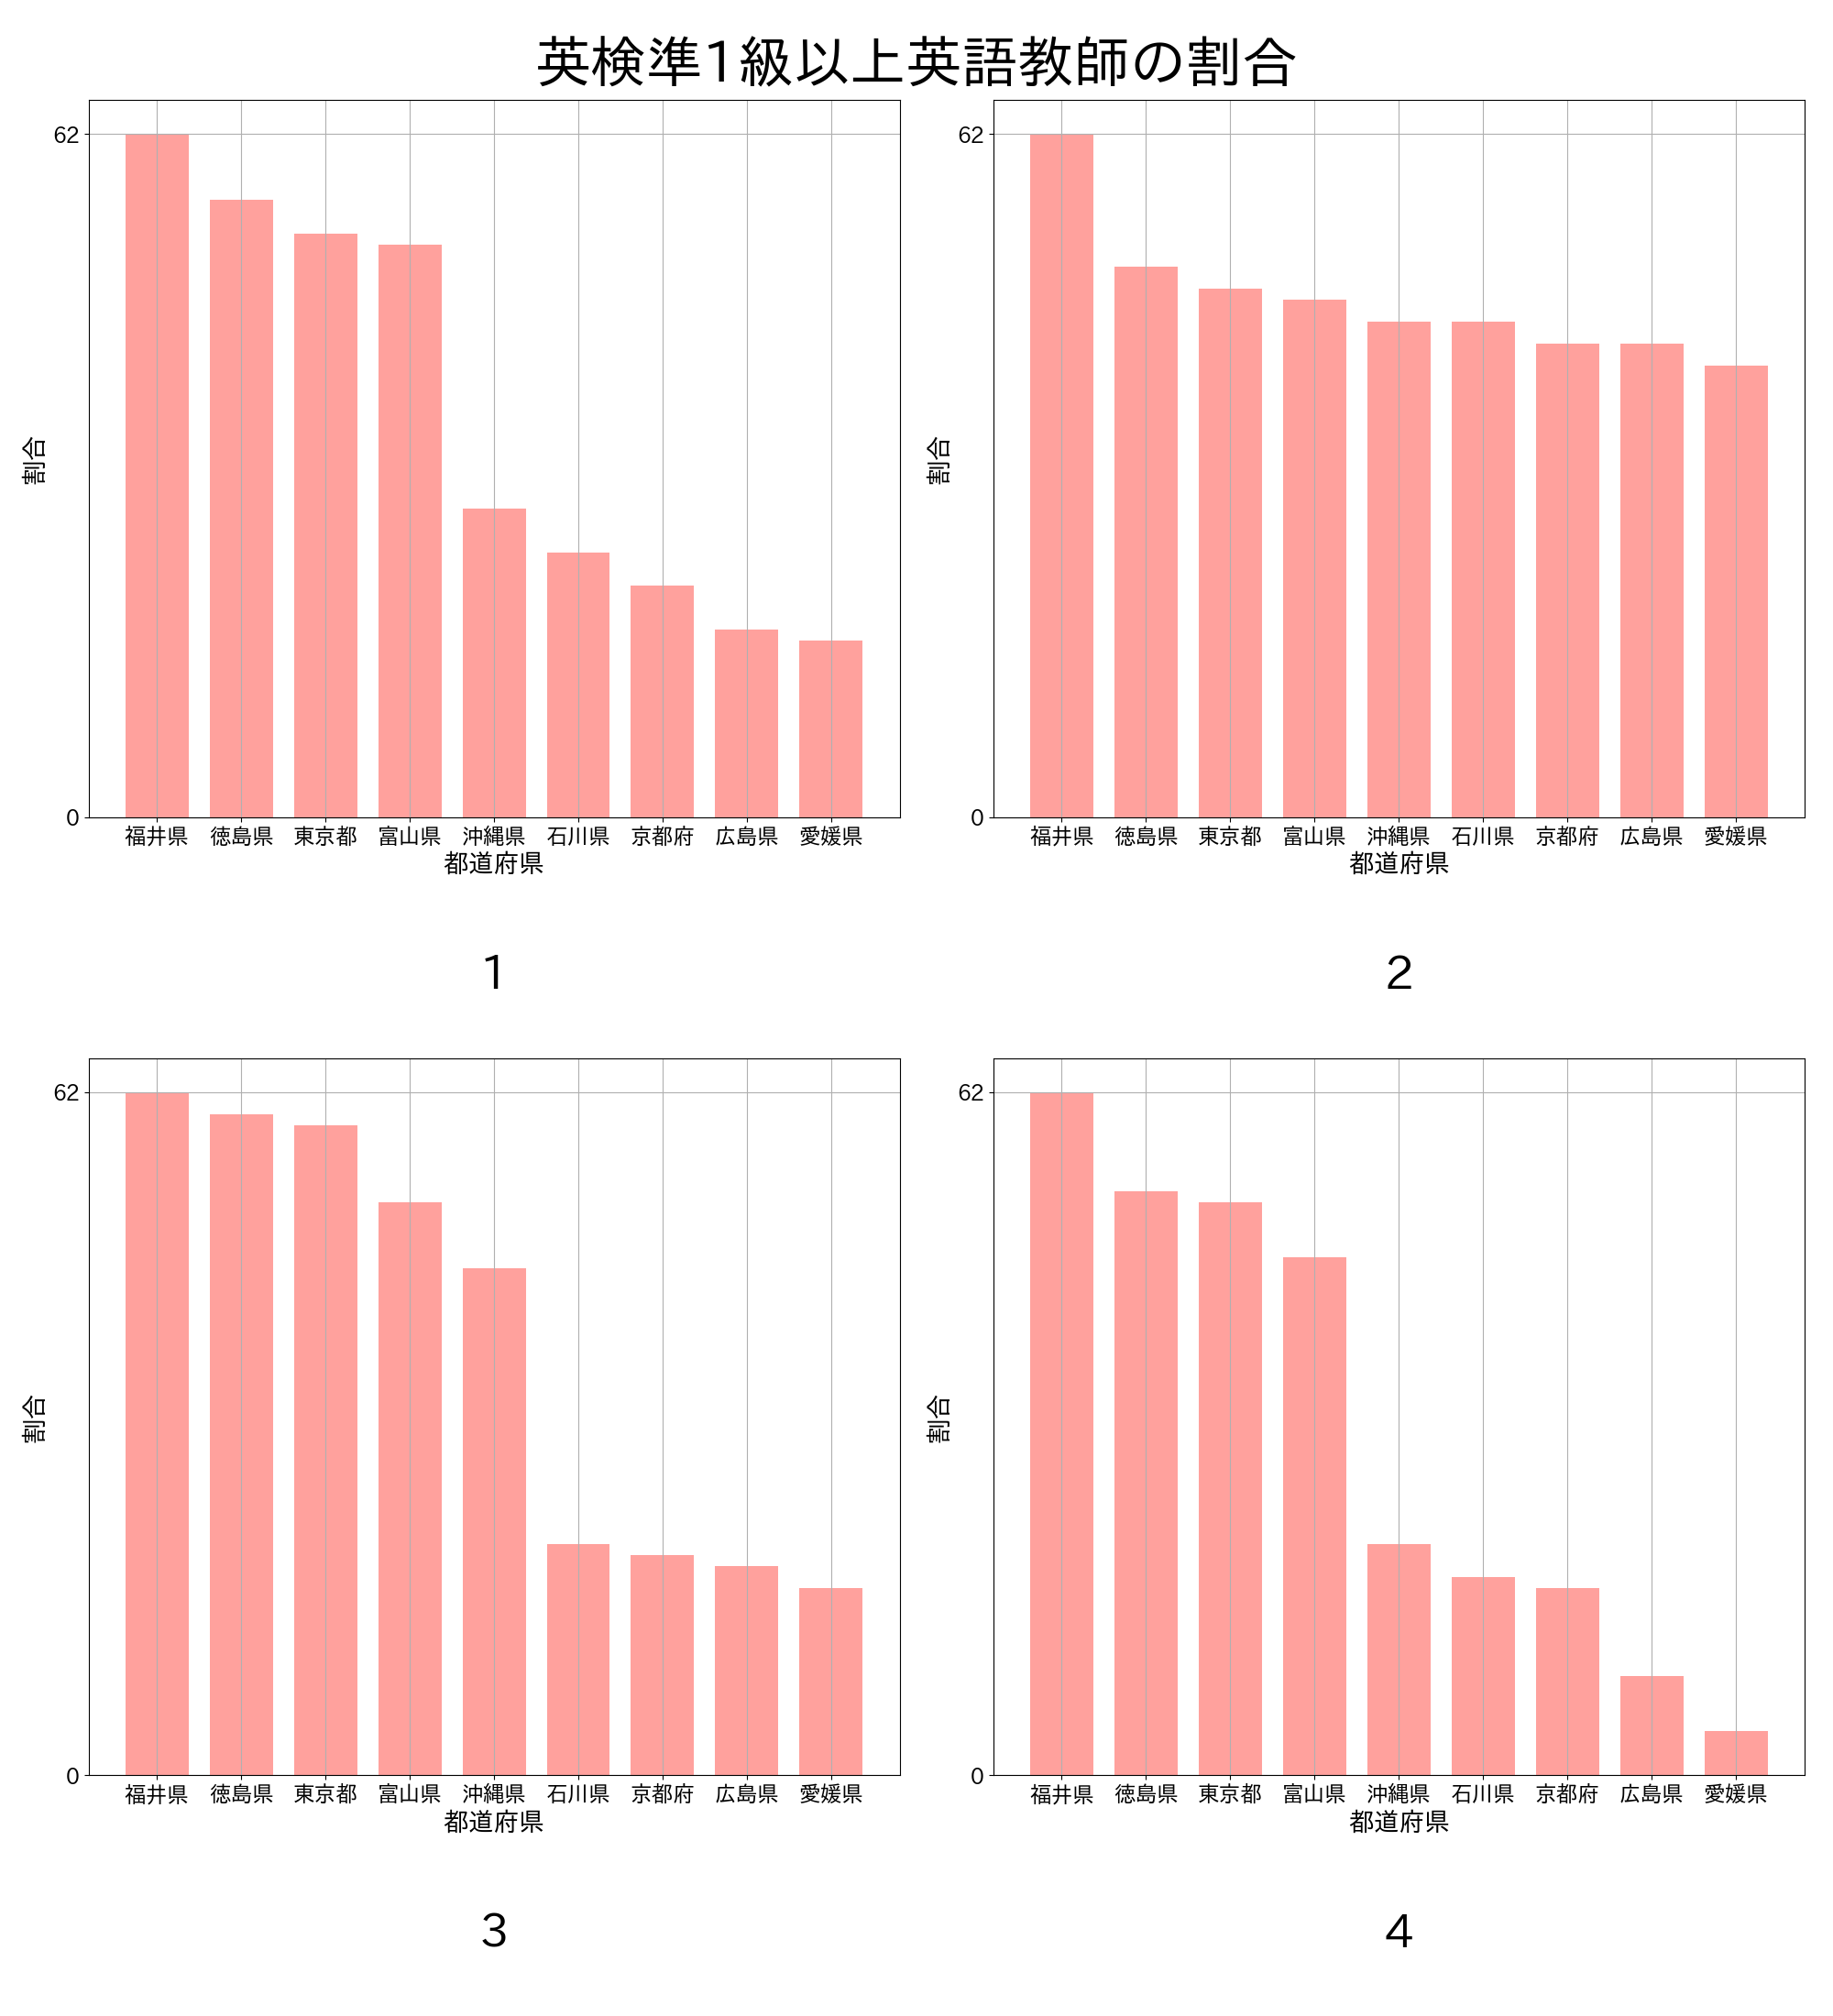 英検準1級以上英語教師の割合
62
0
割合
福井県 徳島県 東京都 富山県 沖縄県 石川県 京都府 広島県 愛媛県
都道府県
1
62
0
割合
福井県 徳島県 東京都 富山県 沖縄県 石川県 京都府 広島県 愛媛県
都道府県
2
62
0
割合
福井県 徳島県 東京都 富山県 沖縄県 石川県 京都府 広島県 愛媛県
都道府県
3
62
0
割合
福井県 徳島県 東京都 富山県 沖縄県 石川県 京都府 広島県 愛媛県
都道府県
4